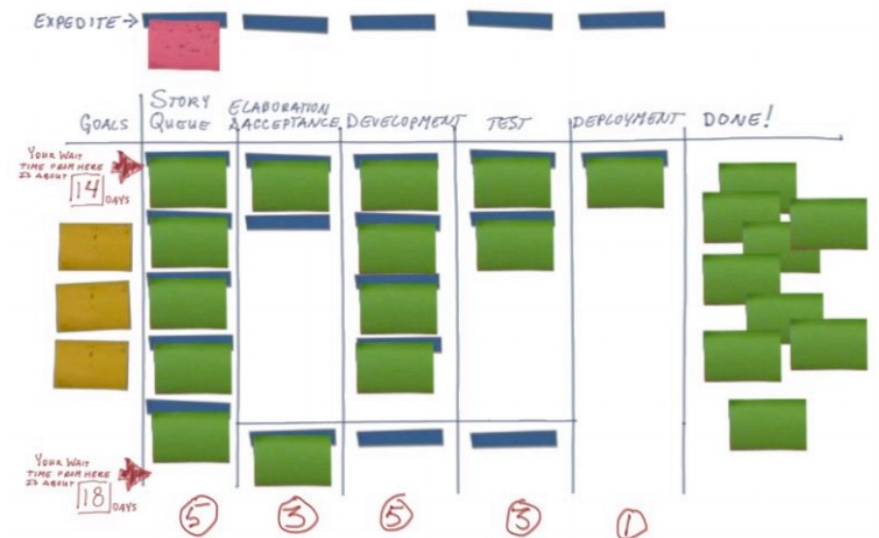 EXPEDITE→
STORY
QUEUE
GOALS
ELABORATION
& ACCEPTANCE
DEVELOPMENT
TEST
DEPLOYMENT
DONE!
YOUR WAIT
TIME FROM HERE
IS ABOUT
14 DAYS
YOUR WAIT
TIME FROM HERE
IS ABOUT
18 DAYS
5 3 5 3 1